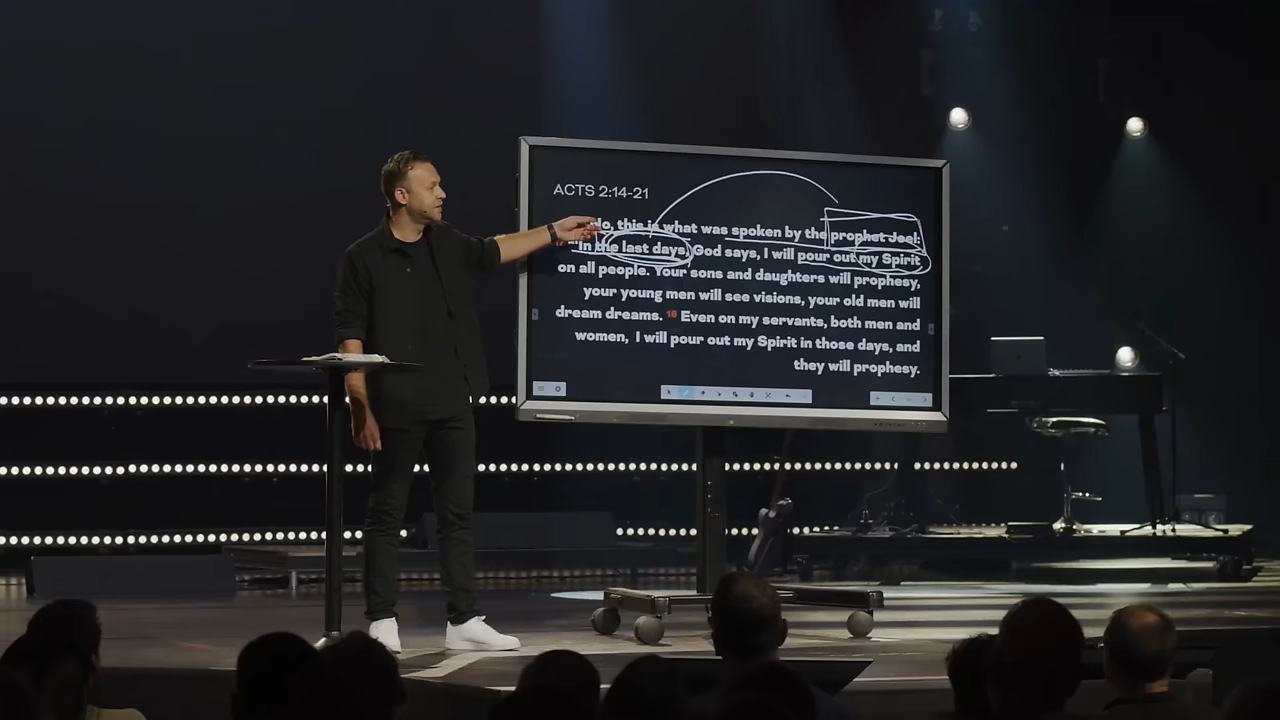 ACTS 2:14-21
No, this is what was spoken by the prophet Joel:
17 "In the last days, God says, I will pour out my Spirit
on all people. Your sons and daughters will prophesy,
your young men will see visions, your old men will
dream dreams. 18 Even on my servants, both men and
women, I will pour out my Spirit in those days, and
they will prophesy.